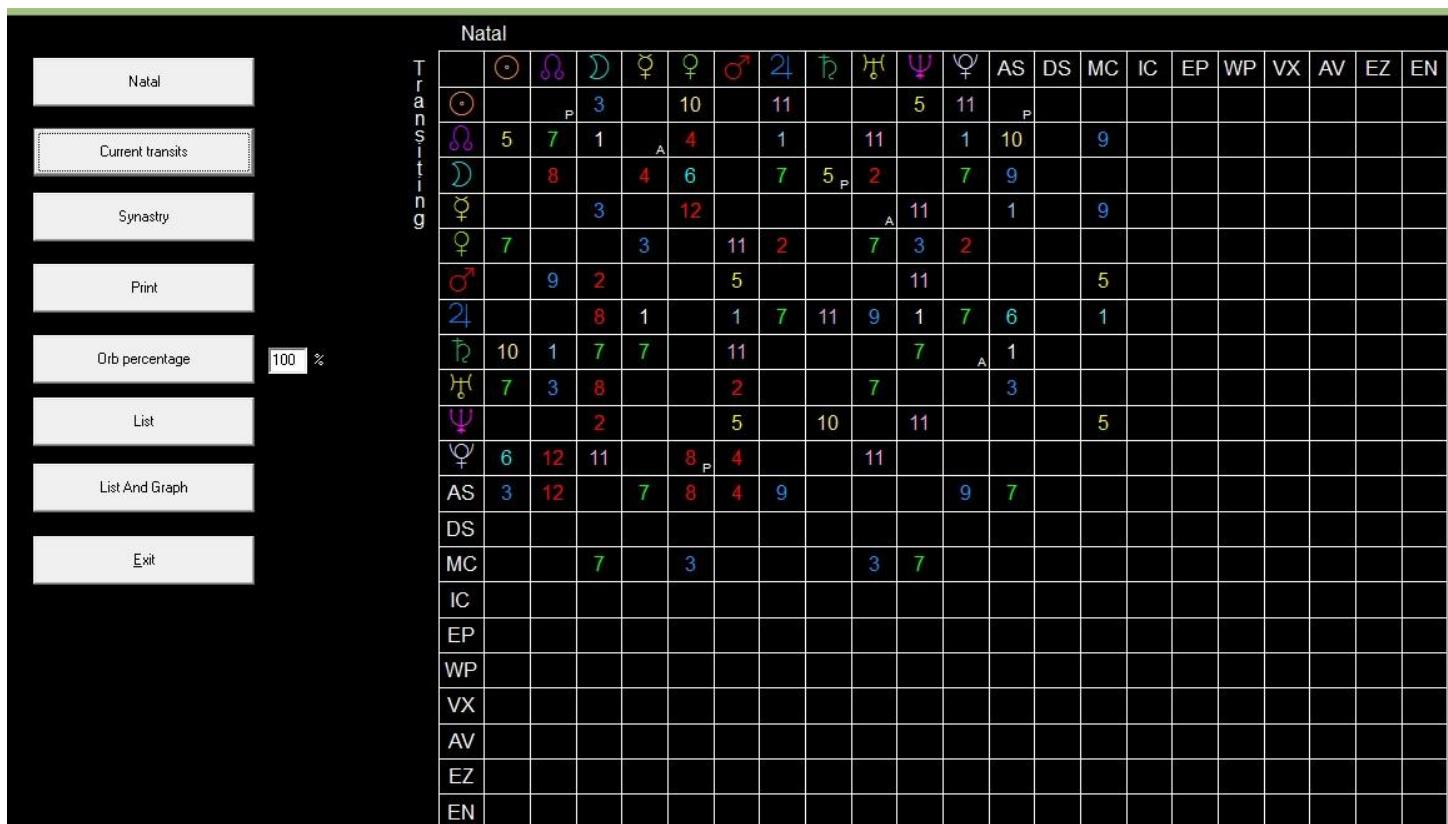 Natal
Current transits
Synastry
Print
Orb percentage 100 %
List
List And Graph
Exit
Natal
Transiting
☉ ☊ ☽ ☿ ♀ ♂ ♃ ♄ ♅ ♆ ♇ AS DS MC IC EP WP VX AV EZ EN
☉ P 3 10 11 5 11 P
☊ 5 7 1 A 4 1 11 1 10 9
☽ 8 4 6 7 5 P 2 7 9
☿ 3 12 A 11 1 9
♀ 7 3 11 2 7 3 2
♂ 9 2 5 11 5
♃ 8 1 1 7 11 9 1 7 6 1
♄ 10 1 7 7 11 7 A 1
♅ 7 3 8 2 7 3
♆ 2 5 10 11 5
♇ 6 12 11 8 P 4 11
AS 3 12 7 8 4 9 9 7
DS
MC 7 3 3 7
IC
EP
WP
VX
AV
EZ
EN